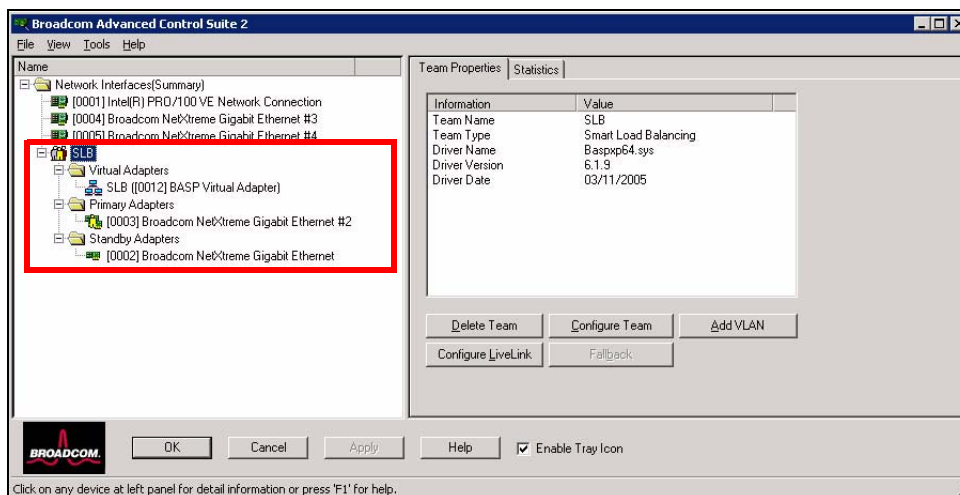 Broadcom Advanced Control Suite 2
File View Tools Help
Name
Network Interfaces(Summary)
[0001] Intel(R) PRO/100 VE Network Connection
[0004] Broadcom NetXtreme Gigabit Ethernet #3
[0005] Broadcom NetXtreme Gigabit Ethernet #4
SLB
Virtual Adapters
SLB ([0012] BASP Virtual Adapter)
Primary Adapters
[0003] Broadcom NetXtreme Gigabit Ethernet #2
Standby Adapters
[0002] Broadcom NetXtreme Gigabit Ethernet
Team Properties Statistics
Information Value
Team Name SLB
Team Type Smart Load Balancing
Driver Name Baspxp64.sys
Driver Version 6.1.9
Driver Date 03/11/2005
Delete Team Configure Team Add VLAN
Configure LiveLink Fallback
BROADCOM. OK Cancel Apply Help Enable Tray Icon
Click on any device at left panel for detail information or press 'F1' for help.